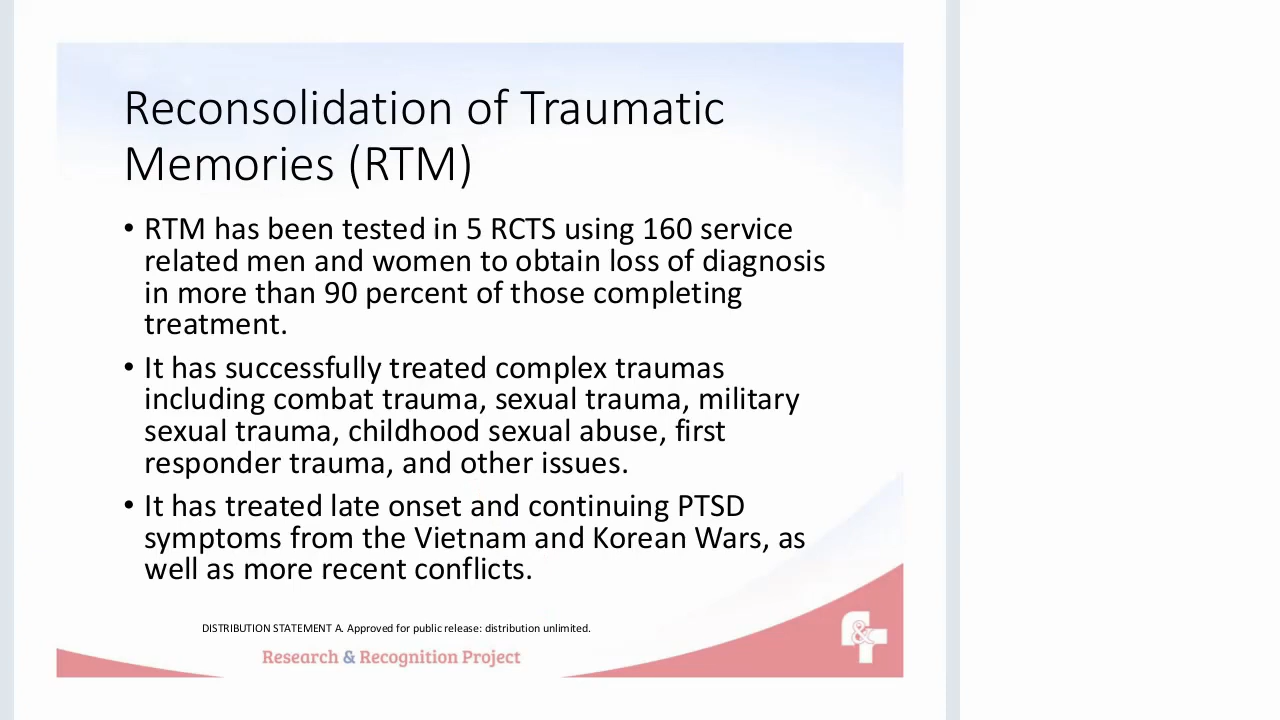 Reconsolidation of Traumatic
Memories (RTM)
• RTM has been tested in 5 RCTS using 160 service
related men and women to obtain loss of diagnosis
in more than 90 percent of those completing
treatment.
• It has successfully treated complex traumas
including combat trauma, sexual trauma, military
sexual trauma, childhood sexual abuse, first
responder trauma, and other issues.
• It has treated late onset and continuing PTSD
symptoms from the Vietnam and Korean Wars, as
well as more recent conflicts.
DISTRIBUTION STATEMENT A. Approved for public release: distribution unlimited.
Research & Recognition Project
r&r